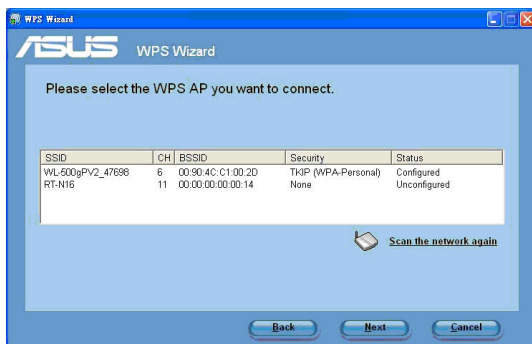 WPS Wizard
ASUS WPS Wizard
Please select the WPS AP you want to connect.
SSID CH BSSID Security Status
WL-500gPV2_47698 6 00:90:4C:C1:00:2D TKIP (WPA-Personal) Configured
RT-N16 11 00:00:00:00:00:14 None Unconfigured
Scan the network again
Back Next Cancel